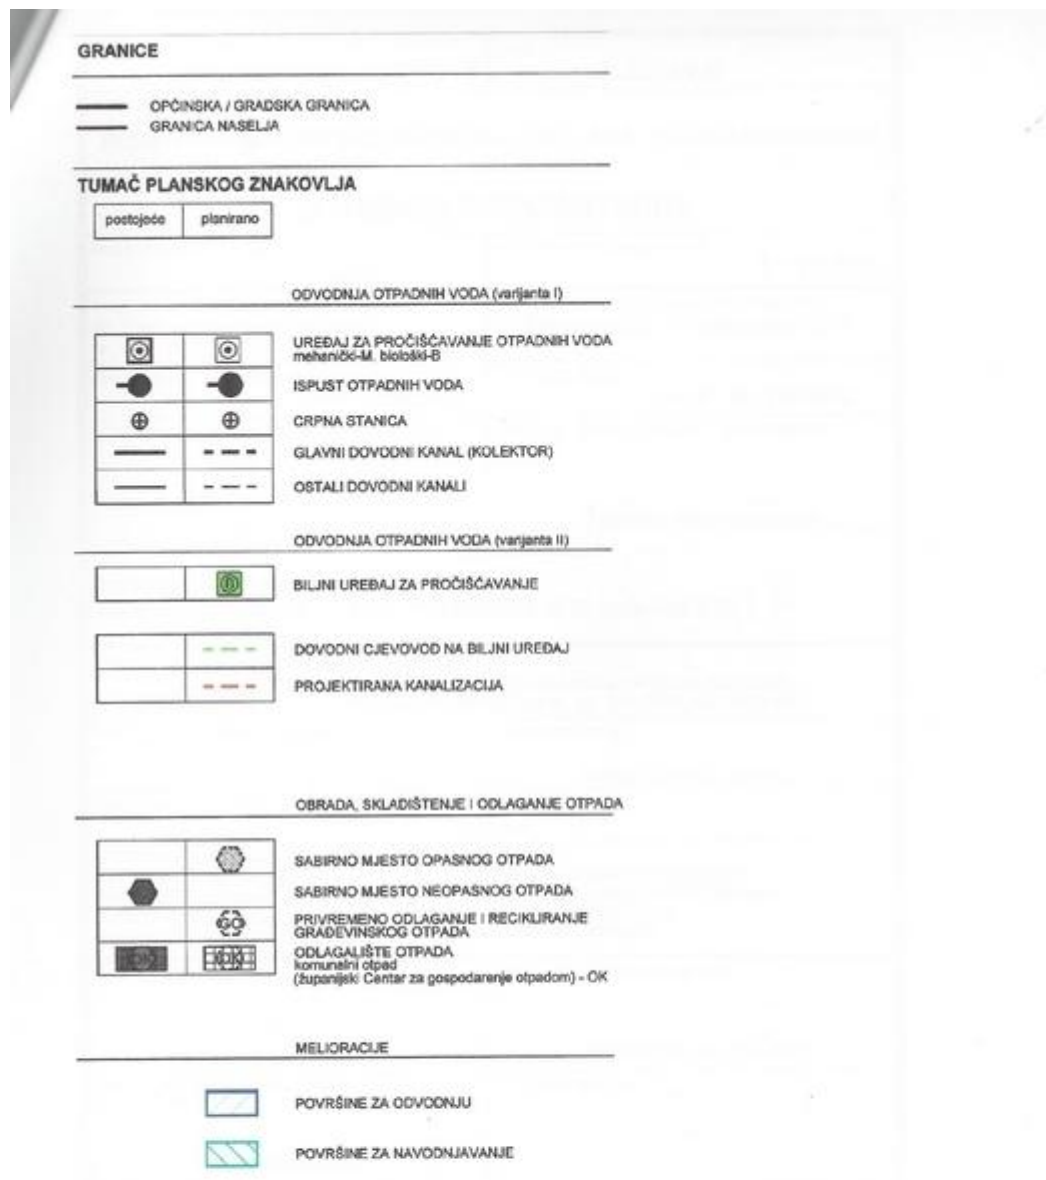 GRANICE
OPĆINSKA / GRADSKA GRANICA
GRANICA NASELJA
TUMAČ PLANSKOG ZNAKOVLJA
postojeće planirano
ODVODNJA OTPADNIH VODA (varijanta I)
UREĐAJ ZA PROČIŠĆAVANJE OTPADNIH VODA
mehanički-M, biološki-B
ISPUST OTPADNIH VODA
CRPNA STANICA
GLAVNI DOVODNI KANAL (KOLEKTOR)
OSTALI DOVODNI KANALI
ODVODNJA OTPADNIH VODA (varijanta II)
BILJNI UREĐAJ ZA PROČIŠĆAVANJE
DOVODNI CJEVOVOD NA BILJNI UREĐAJ
PROJEKTIRANA KANALIZACIJA
OBRADA, SKLADIŠTENJE I ODLAGANJE OTPADA
SABIRNO MJESTO OPASNOG OTPADA
SABIRNO MJESTO NEOPASNOG OTPADA
GO
PRIVREMENO ODLAGANJE I RECIKLIRANJE
GRAĐEVINSKOG OTPADA
OK OK
ODLAGALIŠTE OTPADA
komunalni otpad
(županijski Centar za gospodarenje otpadom) - OK
MELIORACIJE
POVRŠINE ZA ODVODNJU
POVRŠINE ZA NAVODNJAVANJE